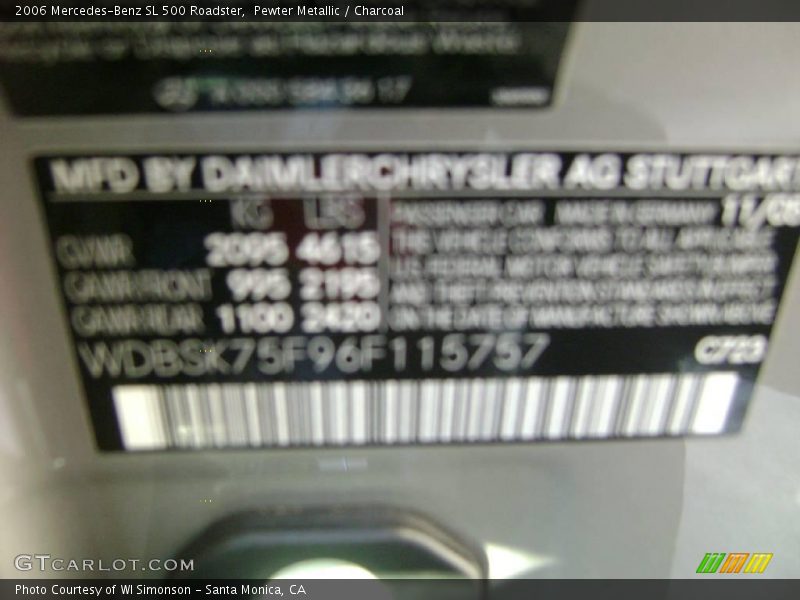 2006 Mercedes-Benz SL 500 Roadster,  Pewter Metallic / Charcoal
MFD BY DAIMLERCHRYSLER AG STUTTGART
KG LBS
GVWR 2095 4615
GAWR FRONT 995 2195
GAWR REAR 1100 2420
PASSENGER CAR MADE IN GERMANY 11/05
THE VEHICLE CONFORMS TO ALL APPLICABLE
U.S. FEDERAL MOTOR VEHICLE SAFETY BUMPER
AND THEFT PREVENTION STANDARDS IN EFFECT
ON THE DATE OF MANUFACTURE SHOWN ABOVE
WDBSK75F96F115757 C723
GTCARLOT.COM
Photo Courtesy of WI Simonson - Santa Monica, CA